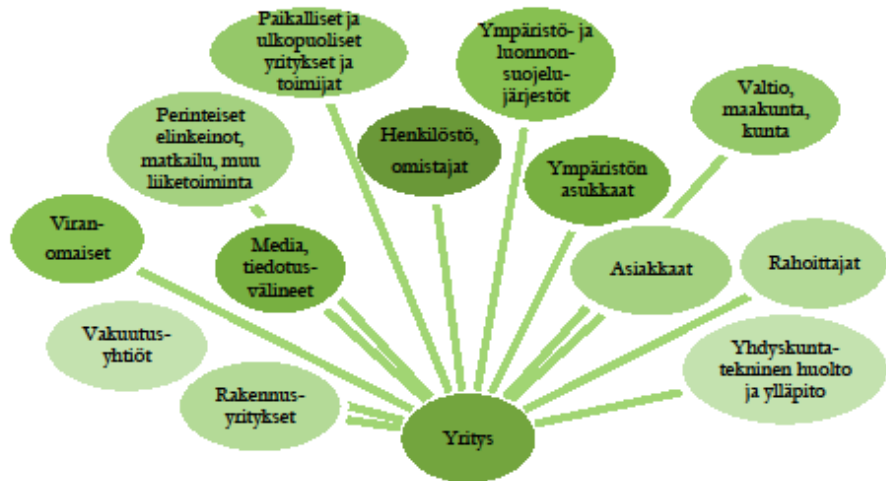 Paikalliset ja
ulkopuoliset
yritykset ja
toimijat
Ympäristö- ja
luonnon-
suojelu-
järjestöt
Valtio,
maakunta,
kunta
Perinteiset
elinkeinot,
matkailu, muu
liiketoiminta
Henkilöstö,
omistajat
Ympäristön
asukkaat
Viran-
omaiset
Media,
tiedotus-
välineet
Asiakkaat
Rahoittajat
Vakuutus-
yhtiöt
Yhdyskunta-
tekninen huolto
ja ylläpito
Rakennus-
yritykset
Yritys